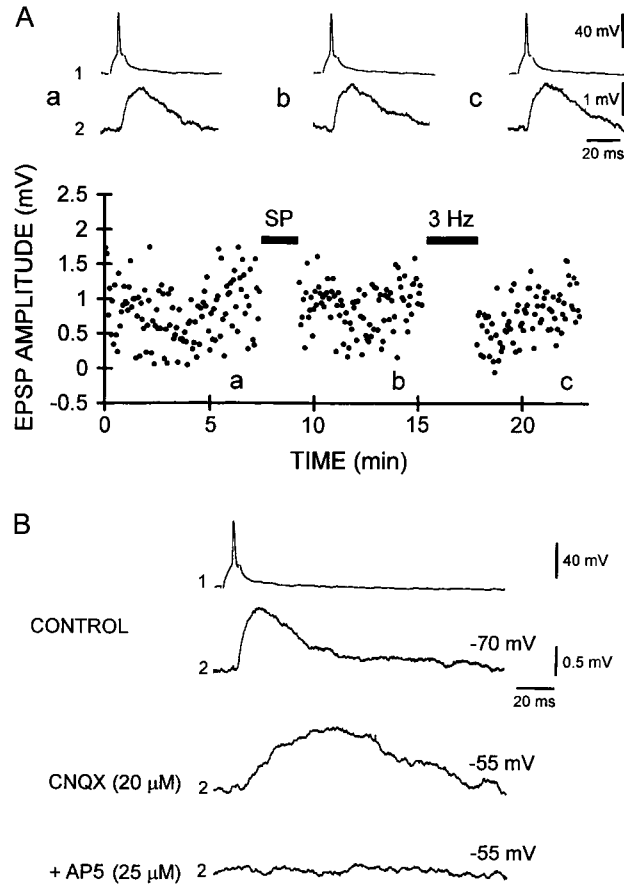 A
40 mV
1
a
b
c
1 mV
2
20 ms
EPSP AMPLITUDE (mV)
2.5
2
1.5
1
0.5
0
-0.5
SP
3 Hz
a
b
c
0
5
10
15
20
TIME (min)
B
1
40 mV
CONTROL
2
-70 mV
0.5 mV
20 ms
CNQX (20 µM)
2
-55 mV
+ AP5 (25 µM)
2
-55 mV